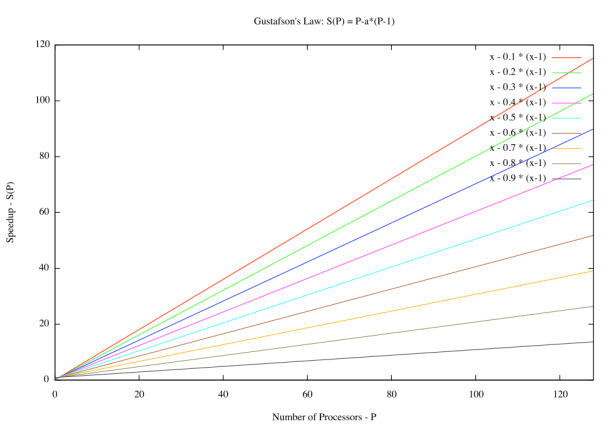 Gustafson's Law: S(P) = P-a*(P-1)
120
100
80
60
40
20
0
Speedup - S(P)
x - 0.1 * (x-1)
x - 0.2 * (x-1)
x - 0.3 * (x-1)
x - 0.4 * (x-1)
x - 0.5 * (x-1)
x - 0.6 * (x-1)
x - 0.7 * (x-1)
x - 0.8 * (x-1)
x - 0.9 * (x-1)
0 20 40 60 80 100 120
Number of Processors - P